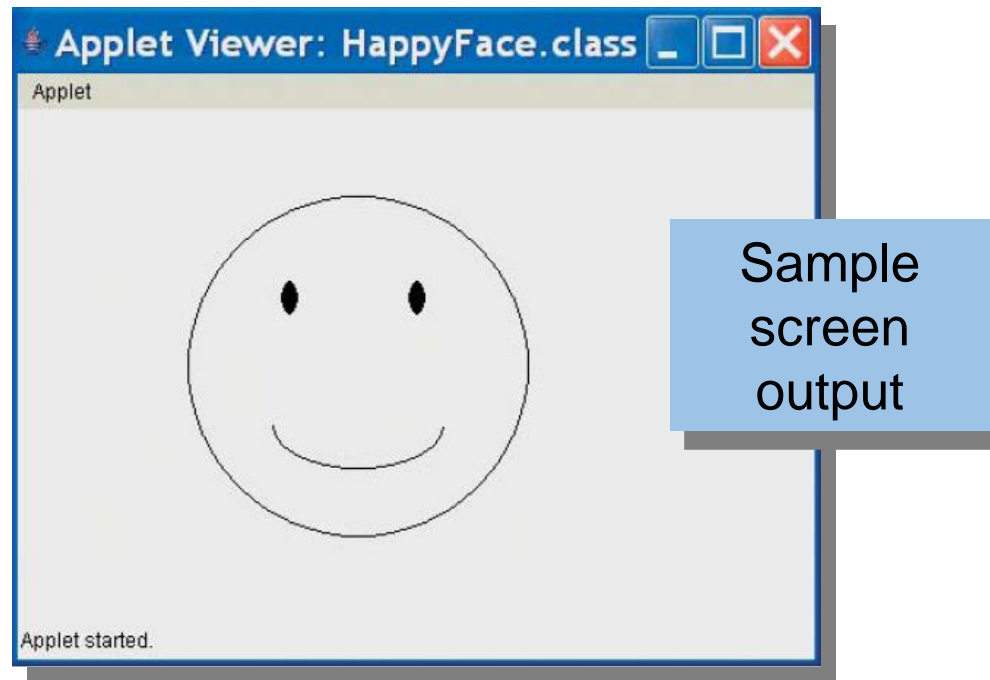 Applet Viewer: HappyFace.class
Applet
Sample
screen
output
Applet started.